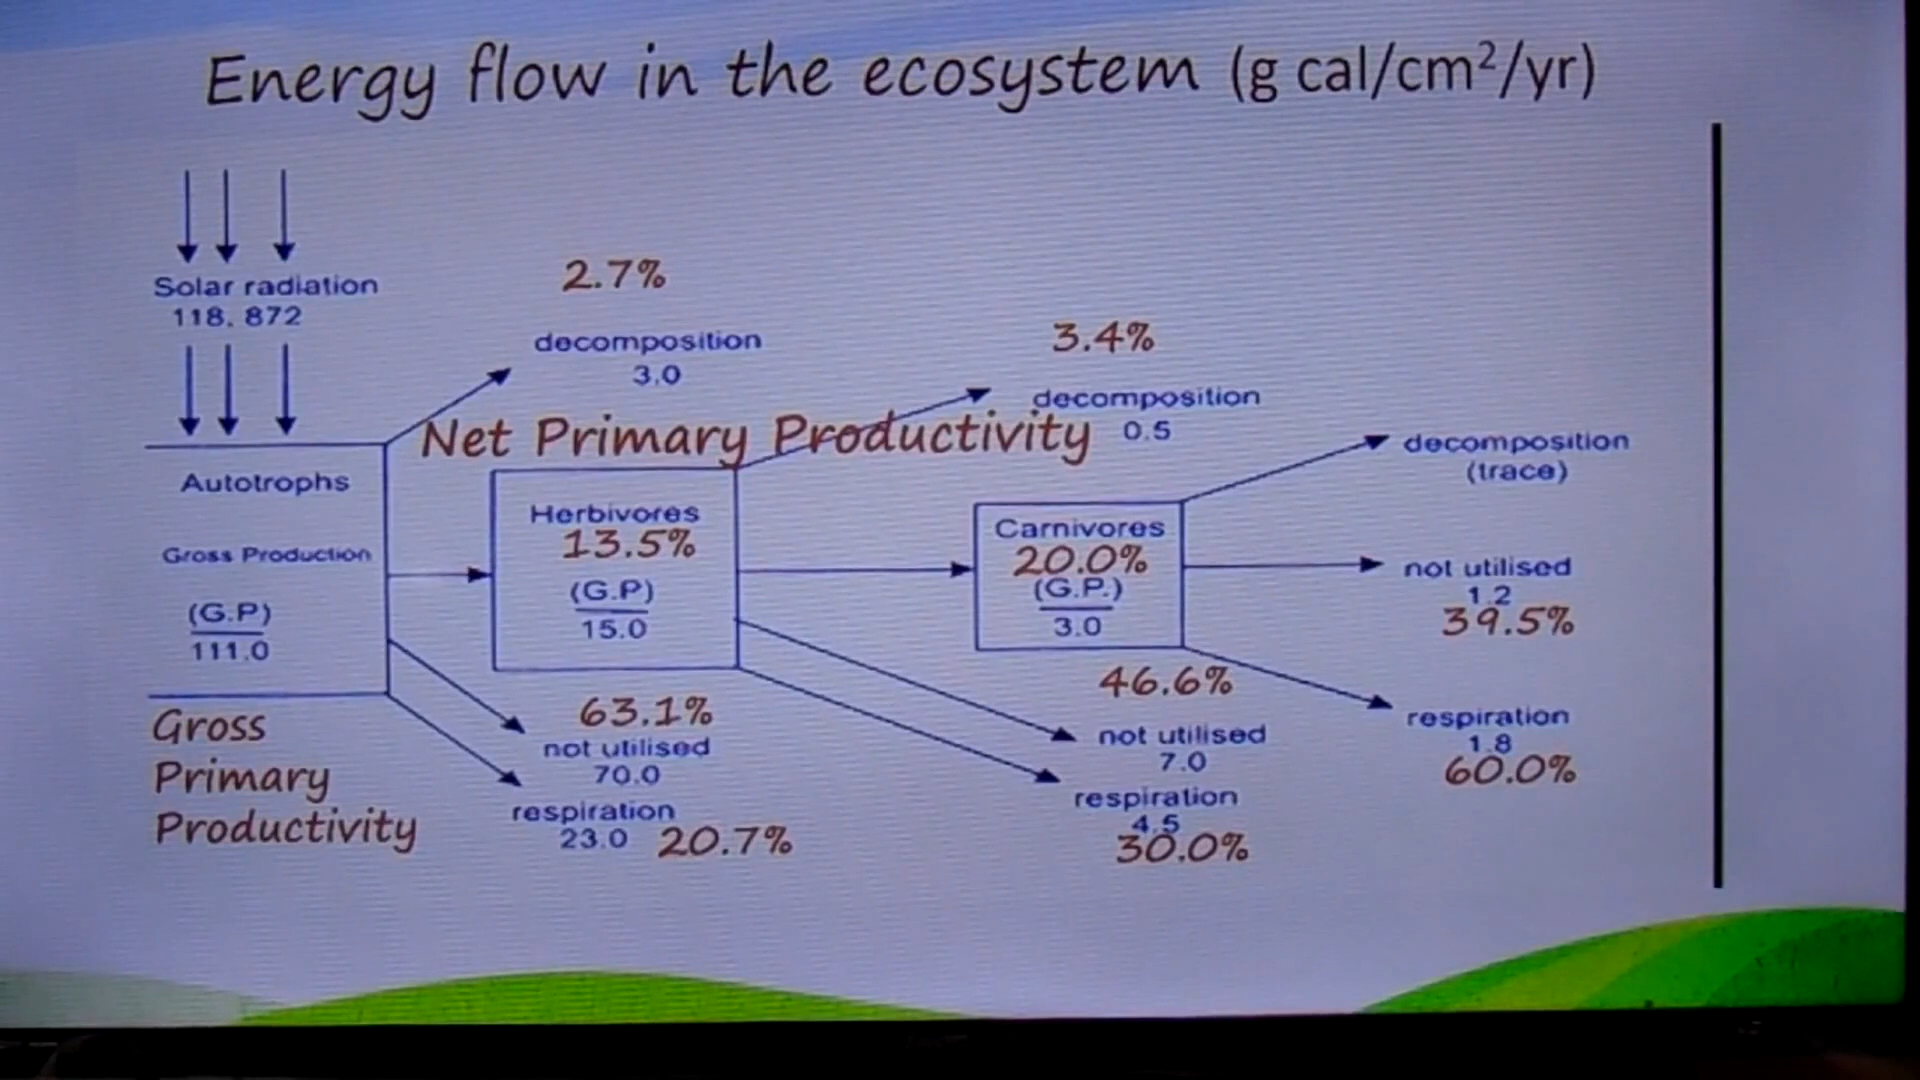 Energy flow in the ecosystem (g cal/cm²/yr)
Solar radiation
118, 872
2.7%
decomposition
3.0
3.4%
decomposition
0.5
Net Primary Productivity
decomposition
(trace)
Autotrophs
Gross Production
(G.P)
111.0
Herbivores
13.5%
(G.P)
15.0
Carnivores
20.0%
(G.P.)
3.0
not utilised
1.2
39.5%
Gross
Primary
Productivity
63.1%
not utilised
70.0
respiration
23.0 20.7%
46.6%
not utilised
7.0
respiration
4.5
30.0%
respiration
1.8
60.0%